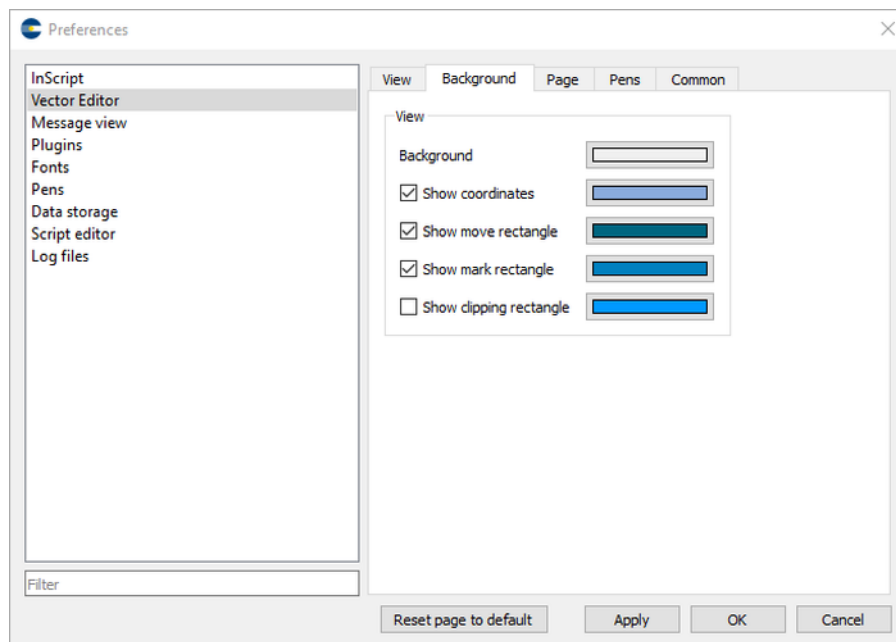 Preferences
InScript
Vector Editor
Message view
Plugins
Fonts
Pens
Data storage
Script editor
Log files
Filter
View Background Page Pens Common
View
Background
Show coordinates
Show move rectangle
Show mark rectangle
Show clipping rectangle
Reset page to default Apply OK Cancel